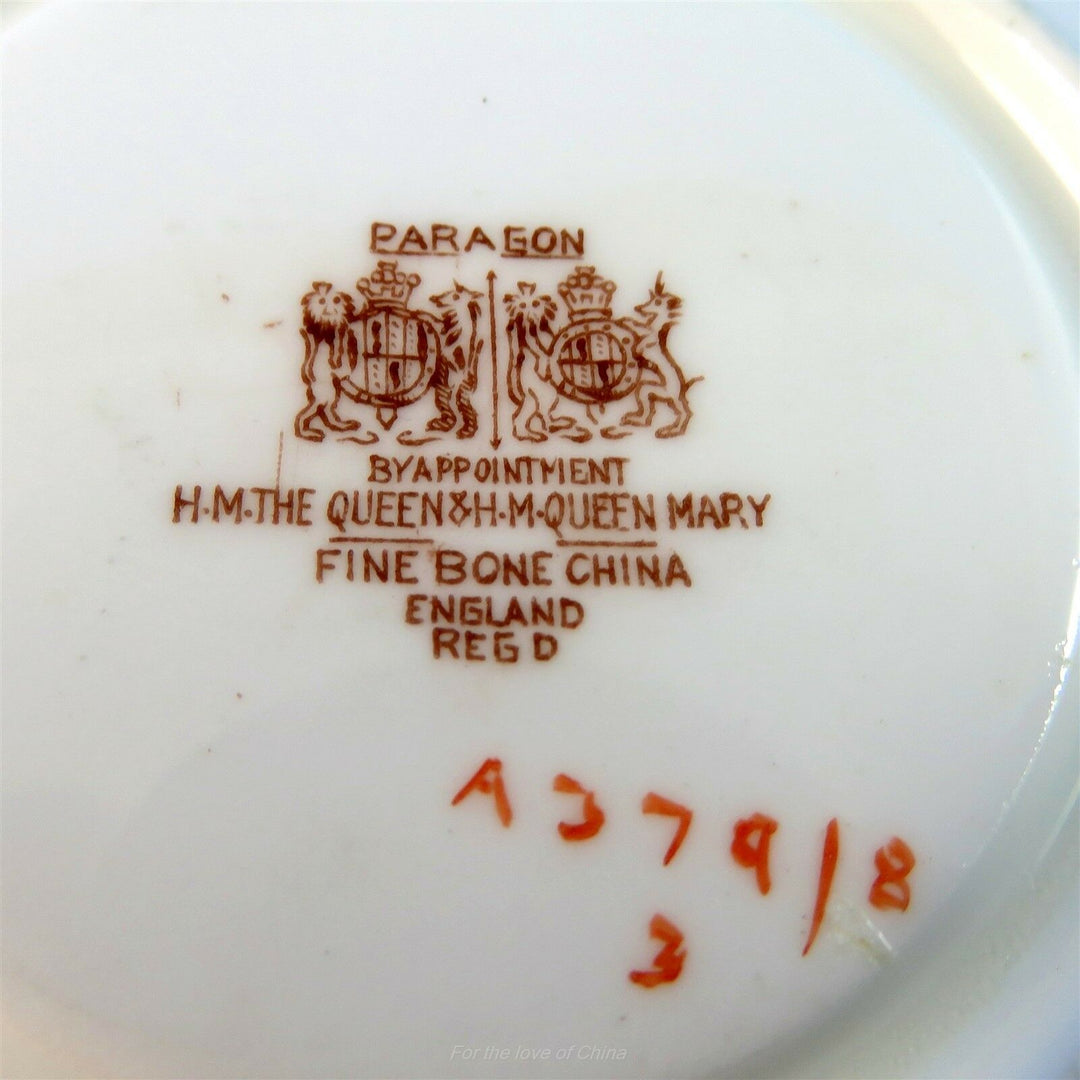 PARAGON
BY APPOINTMENT
H.M.THE QUEEN&H.M.QUEEN MARY
FINE BONE CHINA
ENGLAND
REGD
A379/8
3
For the love of China